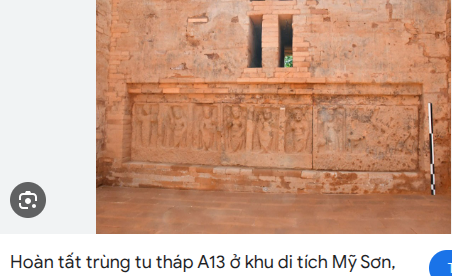 Hoàn tất trùng tu tháp A13 ở khu di tích Mỹ Sơn,